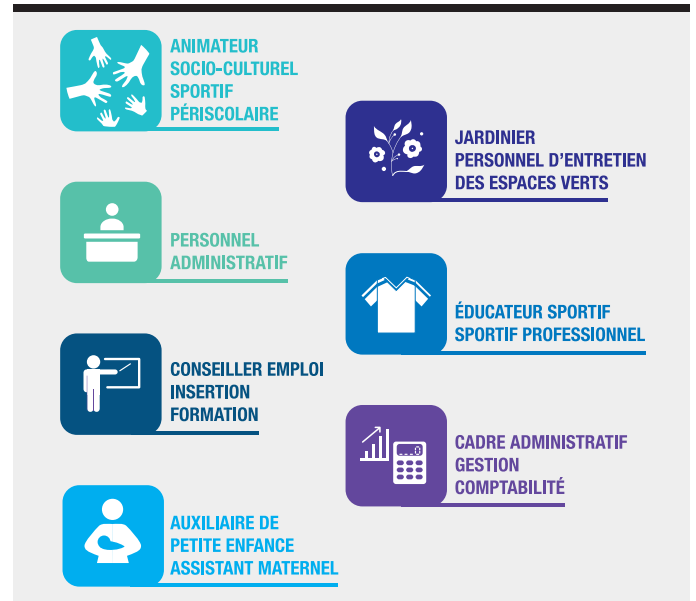 ANIMATEUR
SOCIO-CULTUREL
SPORTIF
PÉRISCOLAIRE
JARDINIER
PERSONNEL D'ENTRETIEN
DES ESPACES VERTS
PERSONNEL
ADMINISTRATIF
ÉDUCATEUR SPORTIF
SPORTIF PROFESSIONNEL
CONSEILLER EMPLOI
INSERTION
FORMATION
CADRE ADMINISTRATIF
GESTION
COMPTABILITÉ
AUXILIAIRE DE
PETITE ENFANCE
ASSISTANT MATERNEL